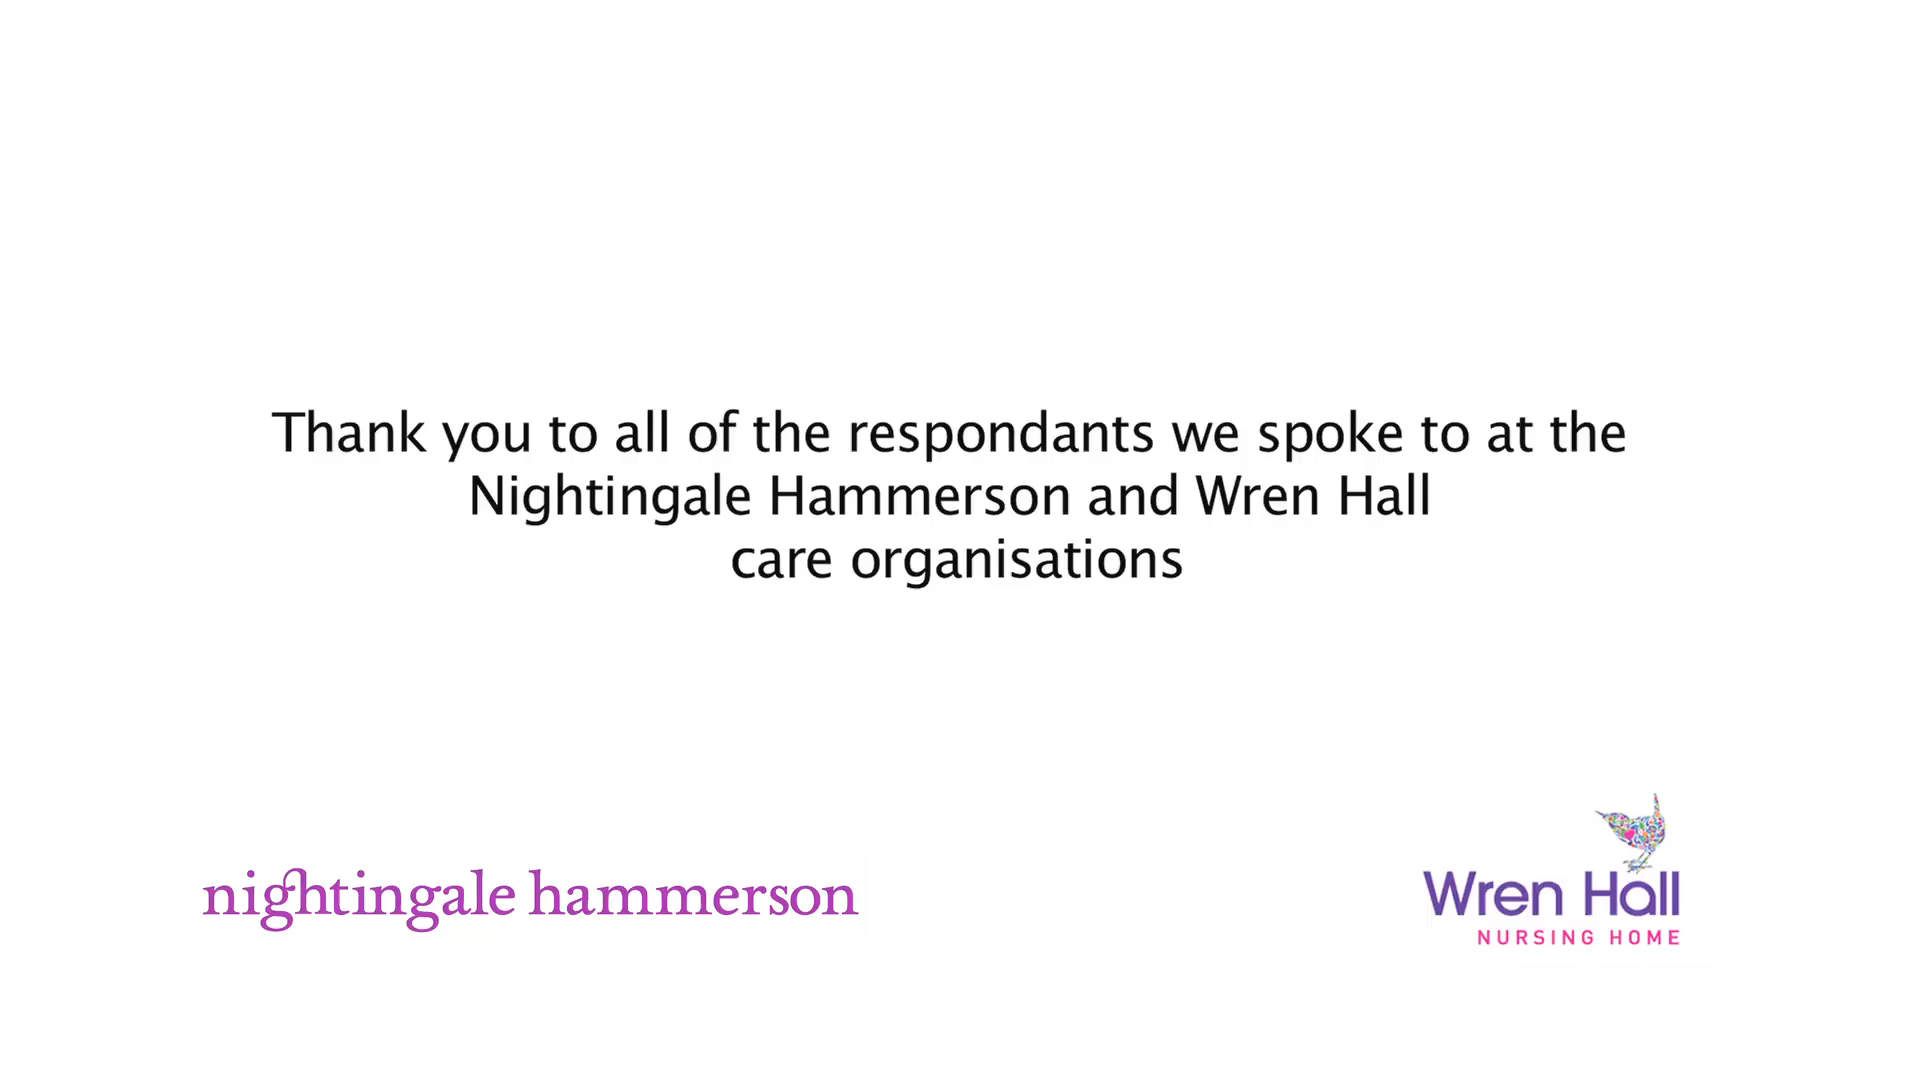 Thank you to all of the respondants we spoke to at the
Nightingale Hammerson and Wren Hall
care organisations
nightingale hammerson
Wren Hall
NURSING HOME